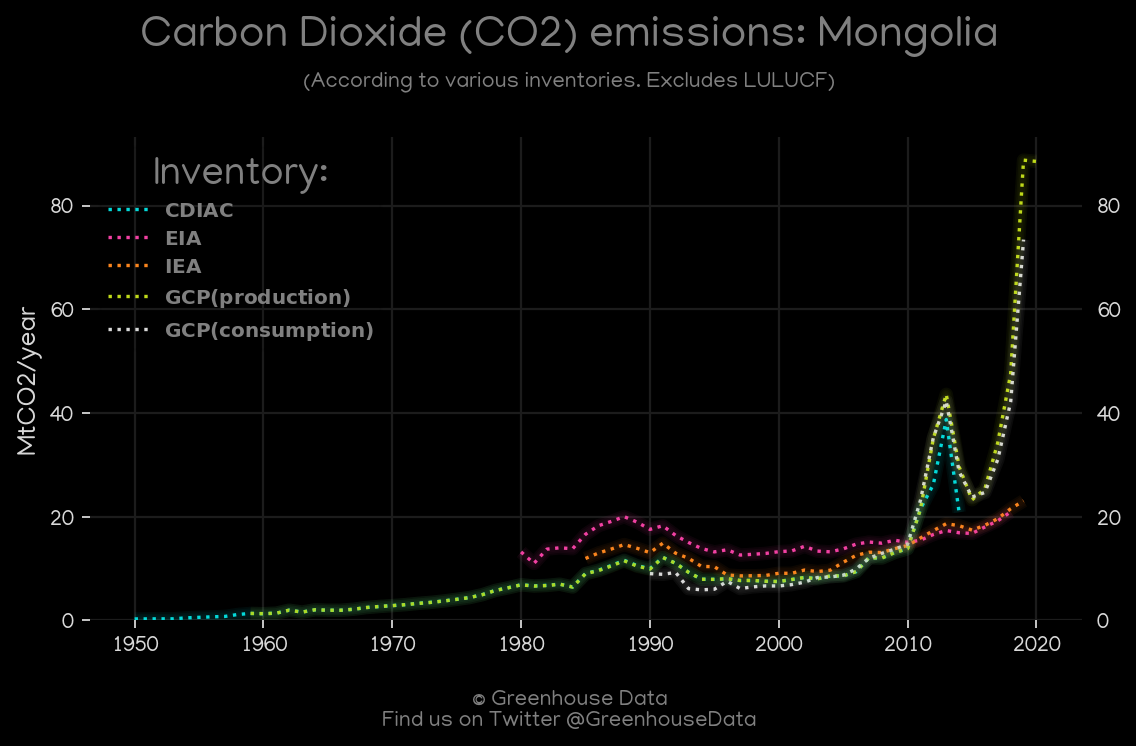 Carbon Dioxide (CO2) emissions: Mongolia
(According to various inventories. Excludes LULUCF)
Inventory:
CDIAC
EIA
IEA
GCP(production)
GCP(consumption)
MtCO2/year
80
60
40
20
0
80
60
40
20
0
1950 1960 1970 1980 1990 2000 2010 2020
© Greenhouse Data
Find us on Twitter @GreenhouseData